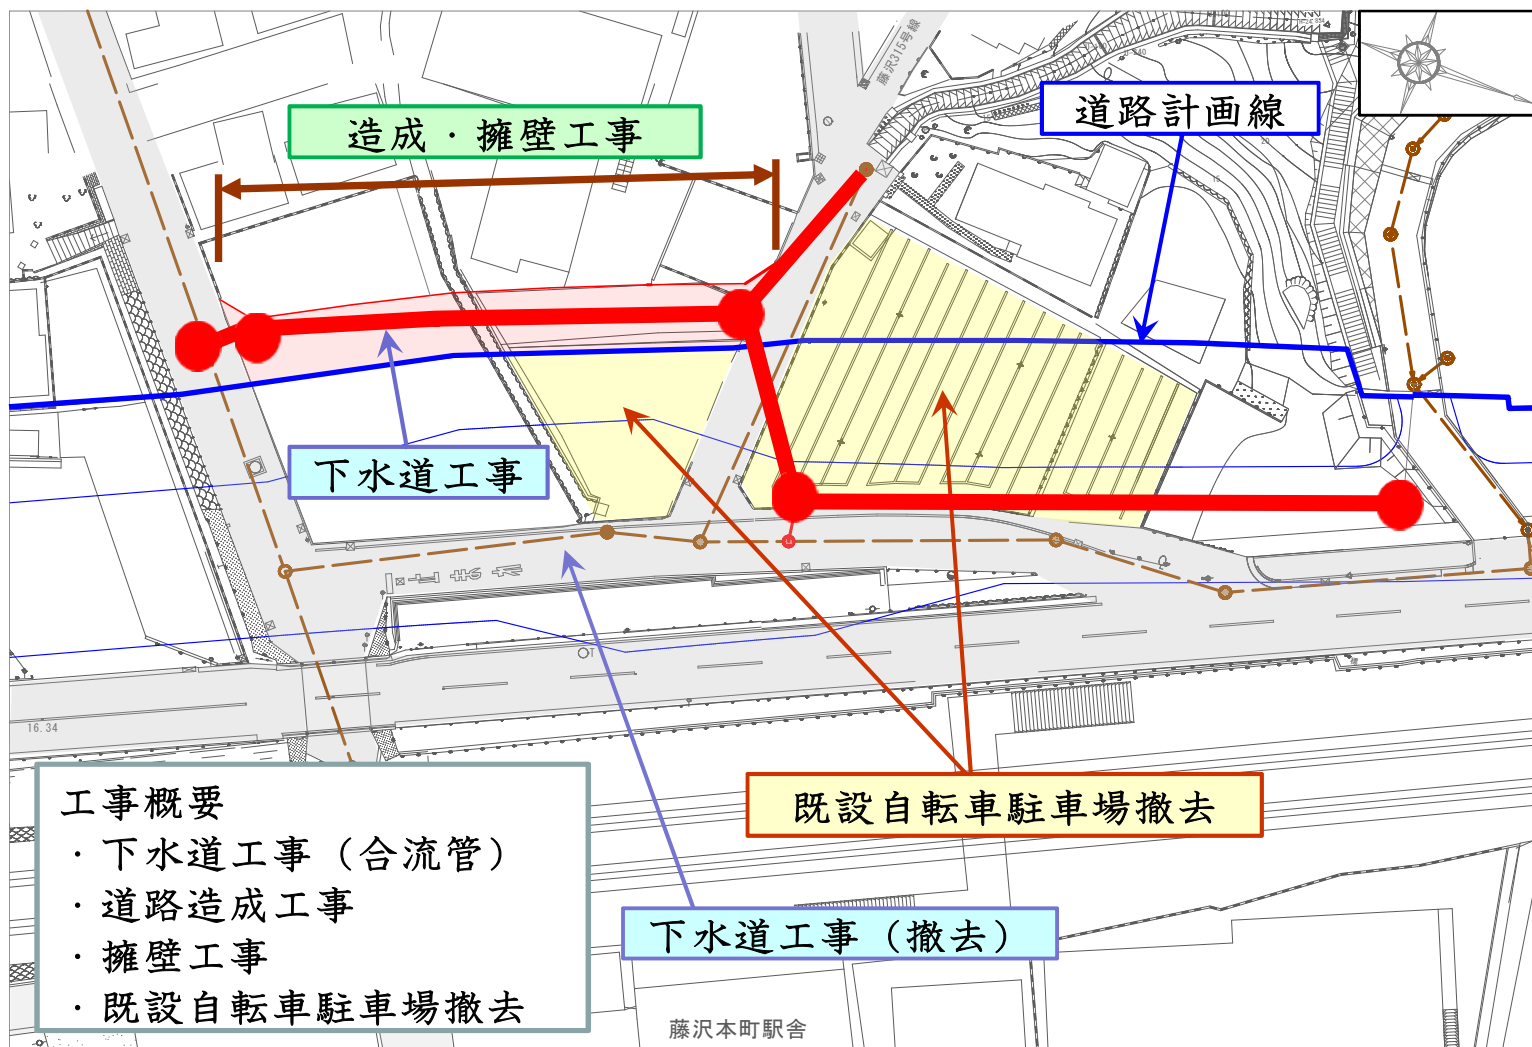 藤沢315号線
造成・擁壁工事
道路計画線
下水道工事
16.34
既設自転車駐車場撤去
工事概要
・下水道工事（合流管）
・道路造成工事
・擁壁工事
・既設自転車駐車場撤去
下水道工事（撤去）
藤沢本町駅舎